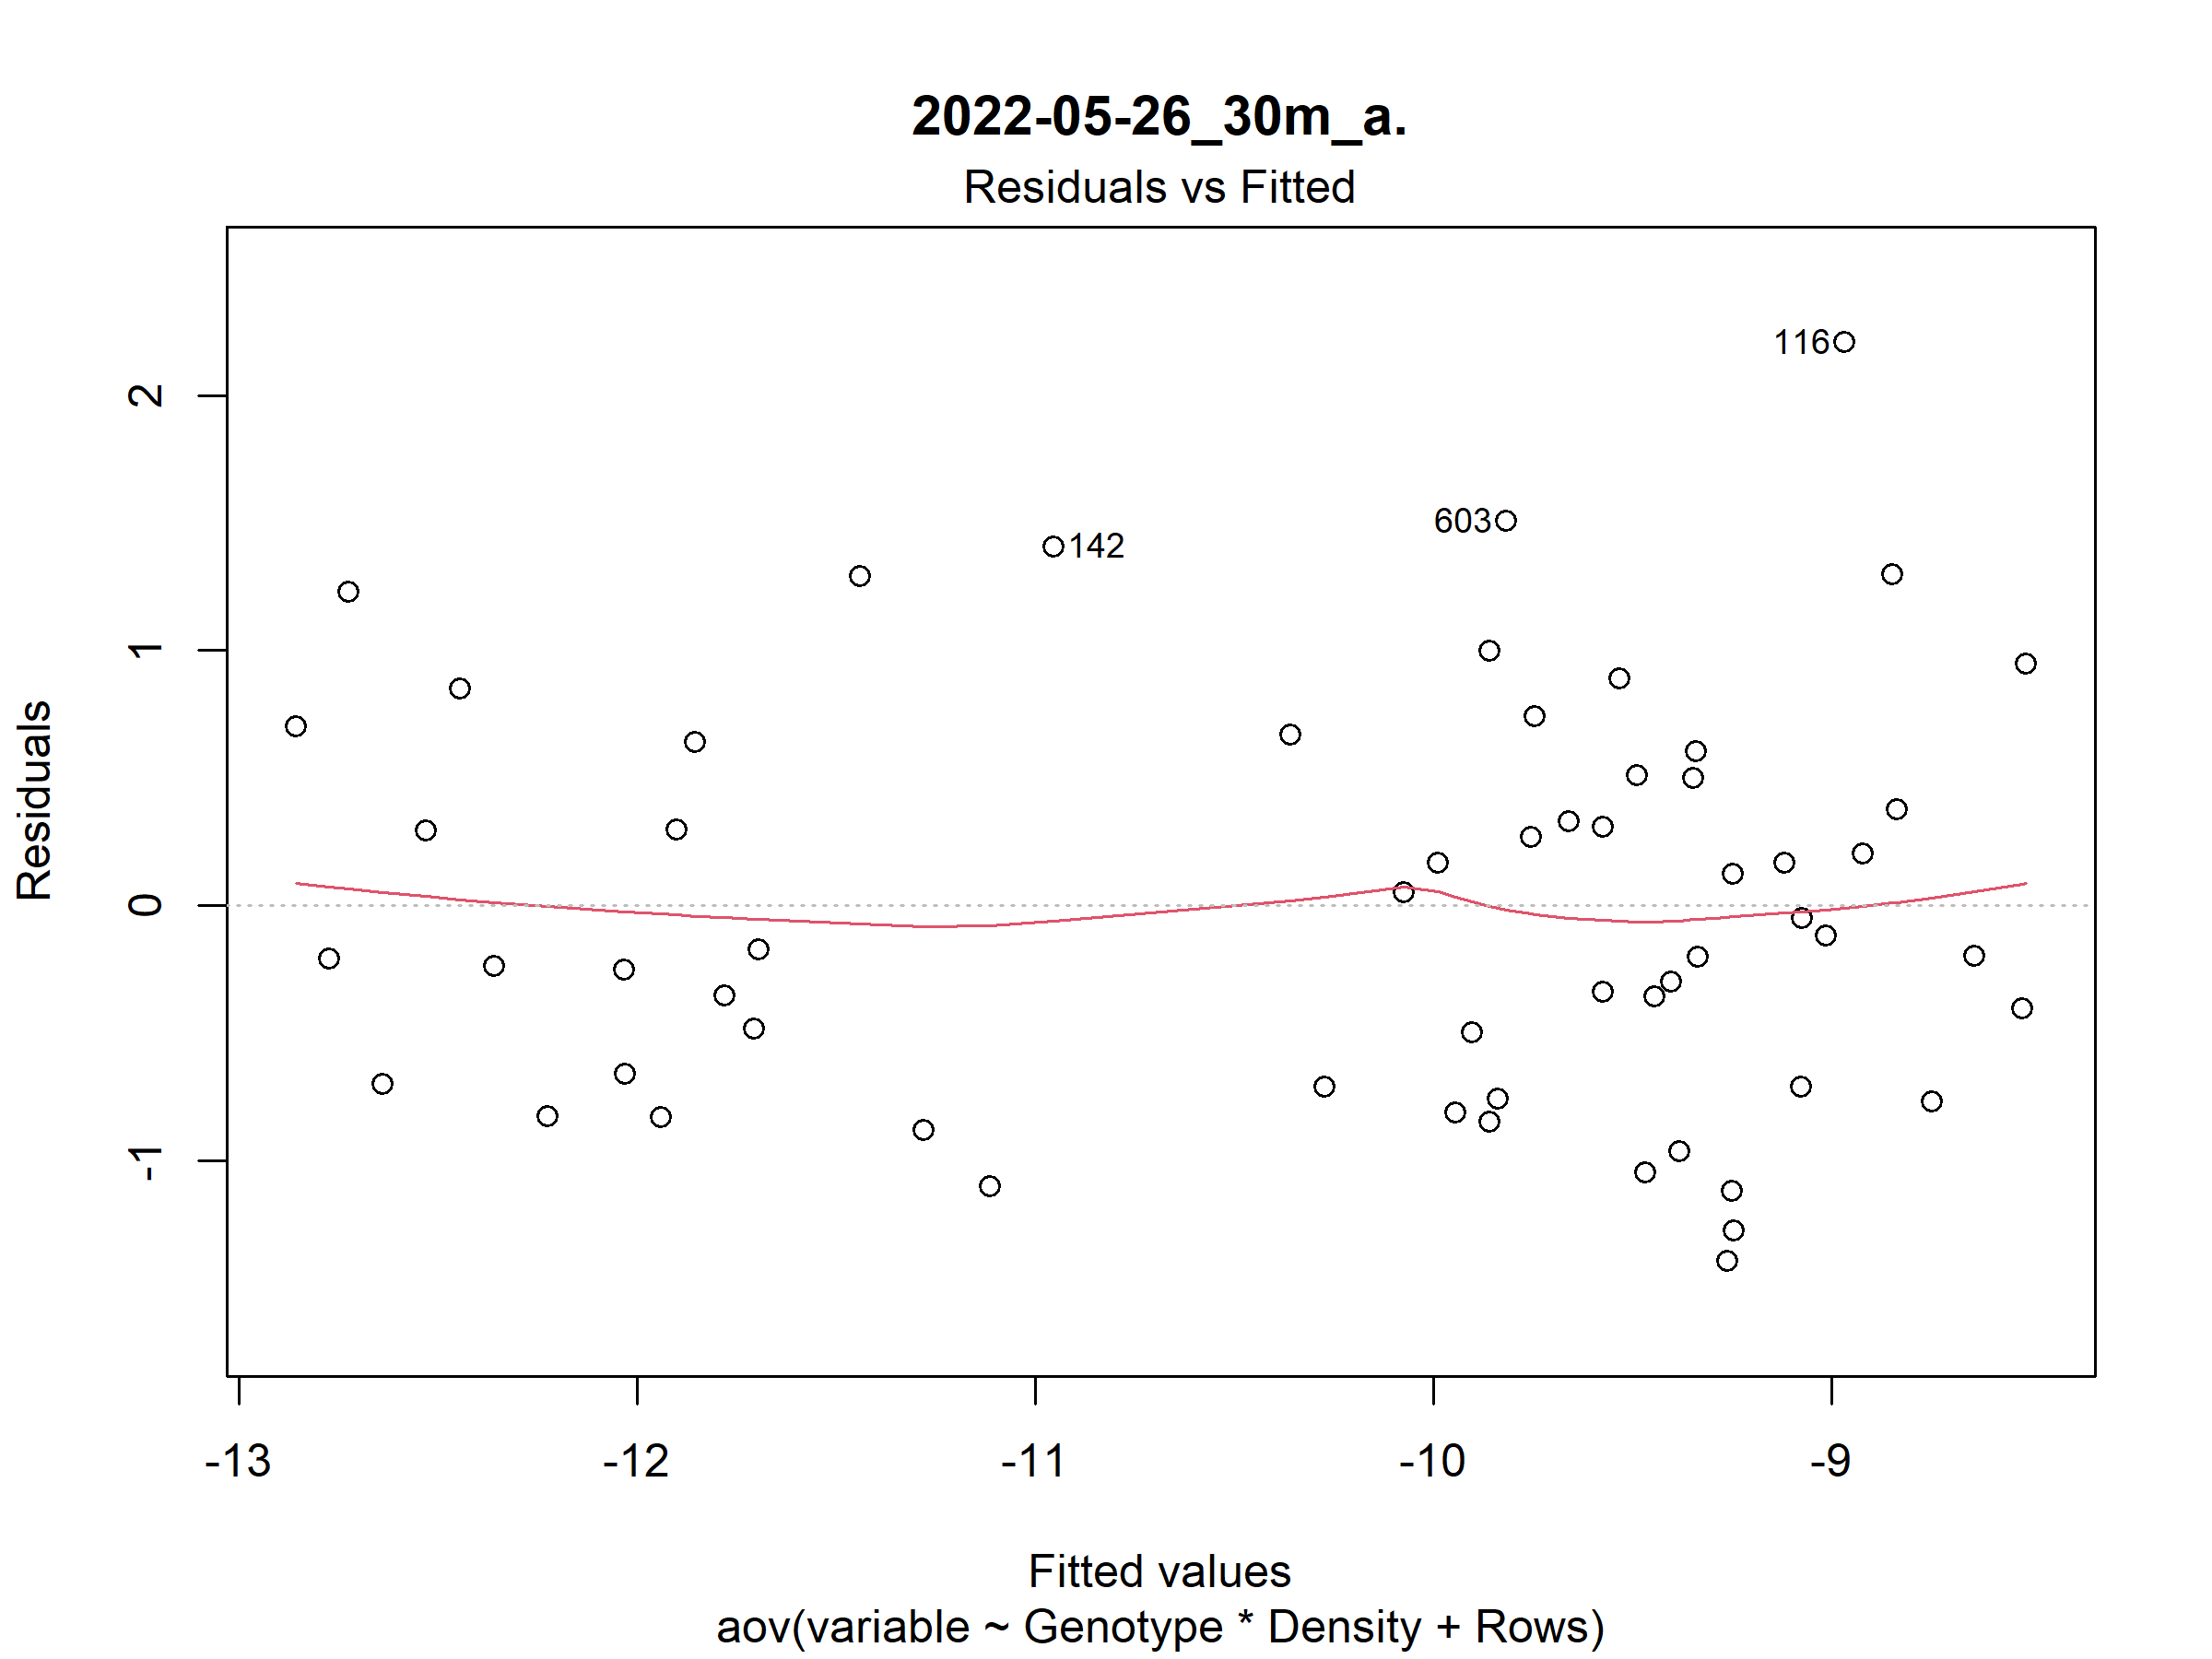 2022-05-26_30m_a.
Residuals vs Fitted
116
2
603
142
1
Residuals
0
-1
-13 -12 -11 -10 -9
Fitted values
aov(variable ~ Genotype * Density + Rows)